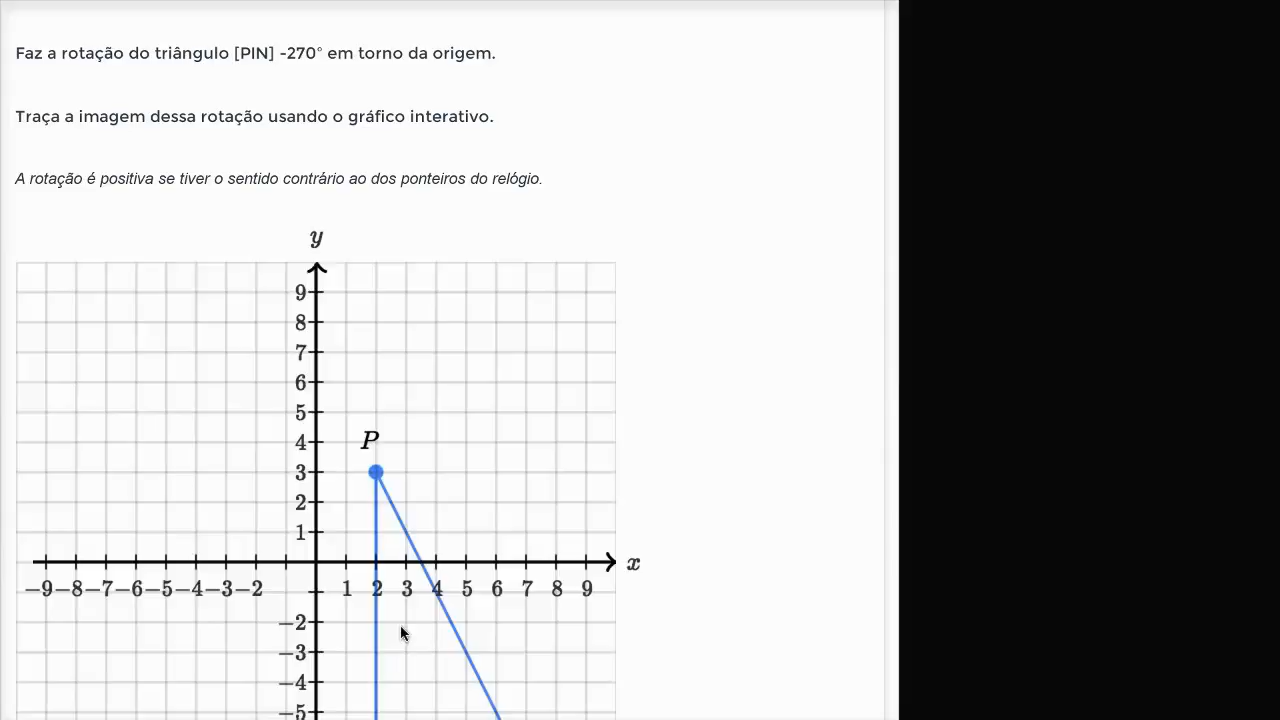 Faz a rotação do triângulo [PIN] -270° em torno da origem.
Traça a imagem dessa rotação usando o gráfico interativo.
A rotação é positiva se tiver o sentido contrário ao dos ponteiros do relógio.
y
9
8
7
6
5
4
P
3
2
1
x
−9 −8 −7 −6 −5 −4 −3 −2 1 2 3 4 5 6 7 8 9
−2
−3
−4
−5